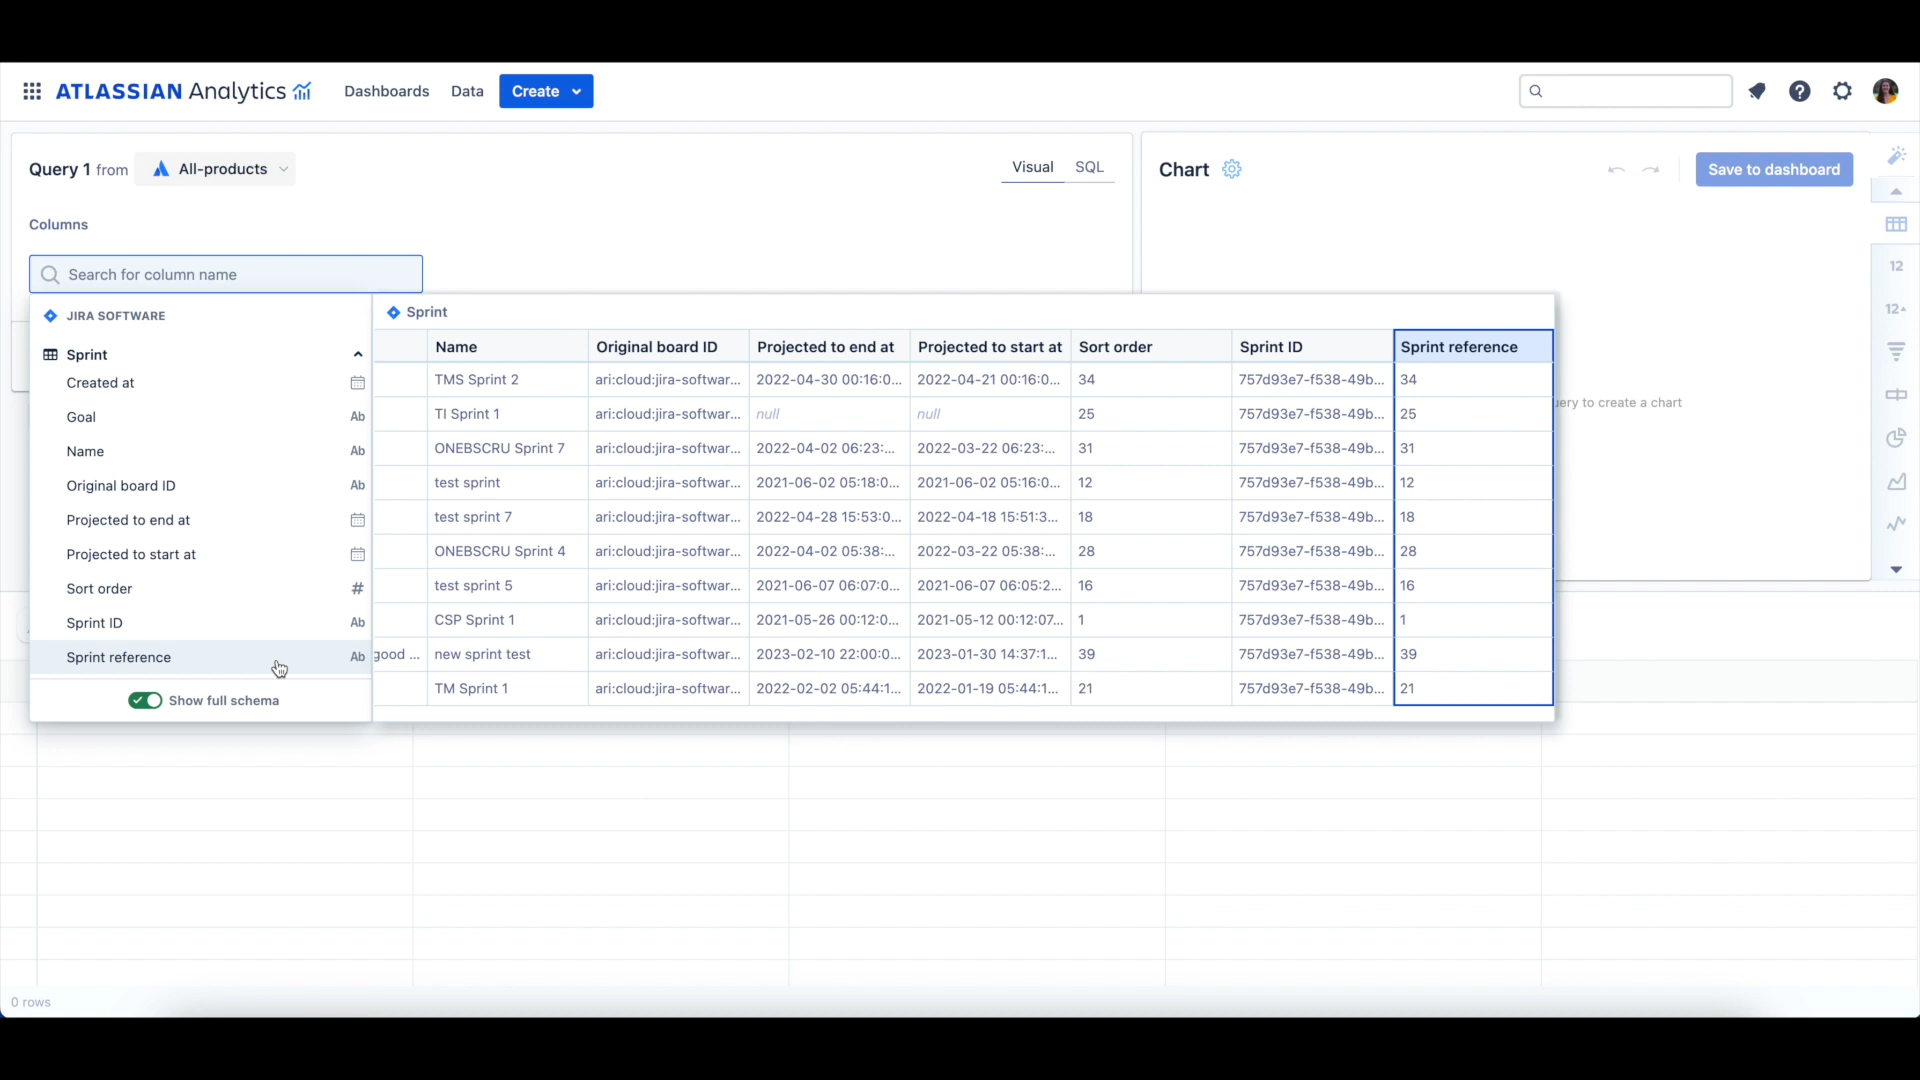 ATLASSIAN Analytics Dashboards Data Create
Query 1 from All-products Visual SQL
Chart Save to dashboard
Columns
Search for column name
JIRA SOFTWARE
Sprint
Created at
Goal Ab
Name Ab
Original board ID Ab
Projected to end at
Projected to start at
Sort order #
Sprint ID Ab
Sprint reference Ab
Show full schema
Sprint
Name Original board ID Projected to end at Projected to start at Sort order Sprint ID Sprint reference
TMS Sprint 2 ari:cloud:jira-softwar... 2022-04-30 00:16:0... 2022-04-21 00:16:0... 34 757d93e7-f538-49b... 34
TI Sprint 1 ari:cloud:jira-softwar... null null 25 757d93e7-f538-49b... 25
ONEBSCRU Sprint 7 ari:cloud:jira-softwar... 2022-04-02 06:23:... 2022-03-22 06:23:... 31 757d93e7-f538-49b... 31
test sprint ari:cloud:jira-softwar... 2021-06-02 05:18:0... 2021-06-02 05:16:0... 12 757d93e7-f538-49b... 12
test sprint 7 ari:cloud:jira-softwar... 2022-04-28 15:53:0... 2022-04-18 15:51:3... 18 757d93e7-f538-49b... 18
ONEBSCRU Sprint 4 ari:cloud:jira-softwar... 2022-04-02 05:38:... 2022-03-22 05:38:... 28 757d93e7-f538-49b... 28
test sprint 5 ari:cloud:jira-softwar... 2021-06-07 06:07:0... 2021-06-07 06:05:2... 16 757d93e7-f538-49b... 16
CSP Sprint 1 ari:cloud:jira-softwar... 2021-05-26 00:12:0... 2021-05-12 00:12:07... 1 757d93e7-f538-49b... 1
good ... new sprint test ari:cloud:jira-softwar... 2023-02-10 22:00:0... 2023-01-30 14:37:1... 39 757d93e7-f538-49b... 39
TM Sprint 1 ari:cloud:jira-softwar... 2022-02-02 05:44:1... 2022-01-19 05:44:1... 21 757d93e7-f538-49b... 21
to create a chart
12
12
0 rows